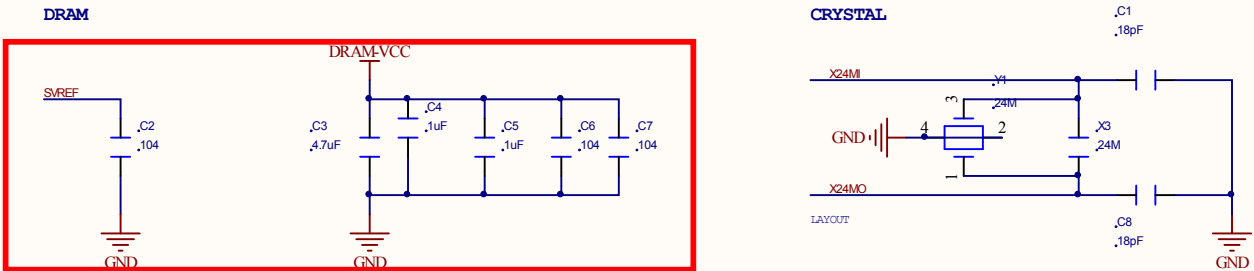 DRAM
DRAM-VCC
SVREF
.C2
.104
GND
.C3
.4.7uF
.C4
.1uF
.C5
.1uF
.C6
.104
.C7
.104
GND
CRYSTAL
.C1
.18pF
X24MI
.Y1
.24M
3
GND
4
2
1
X3
.24M
X24MO
LAYOUT
.C8
.18pF
GND